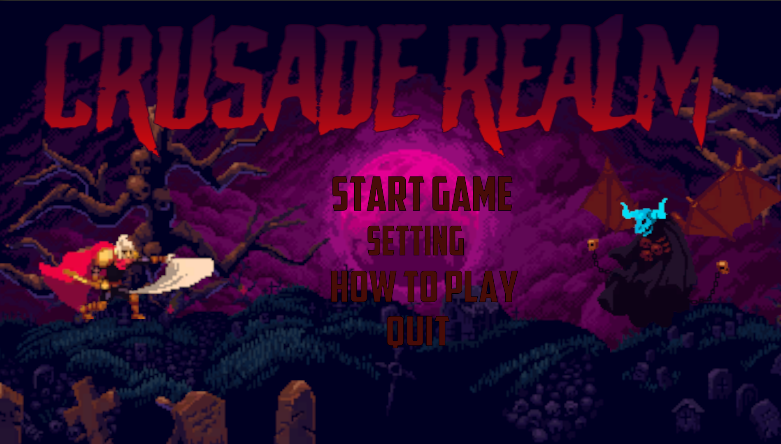 CRUSADE REALM
START GAME
SETTING
HOW TO PLAY
QUIT